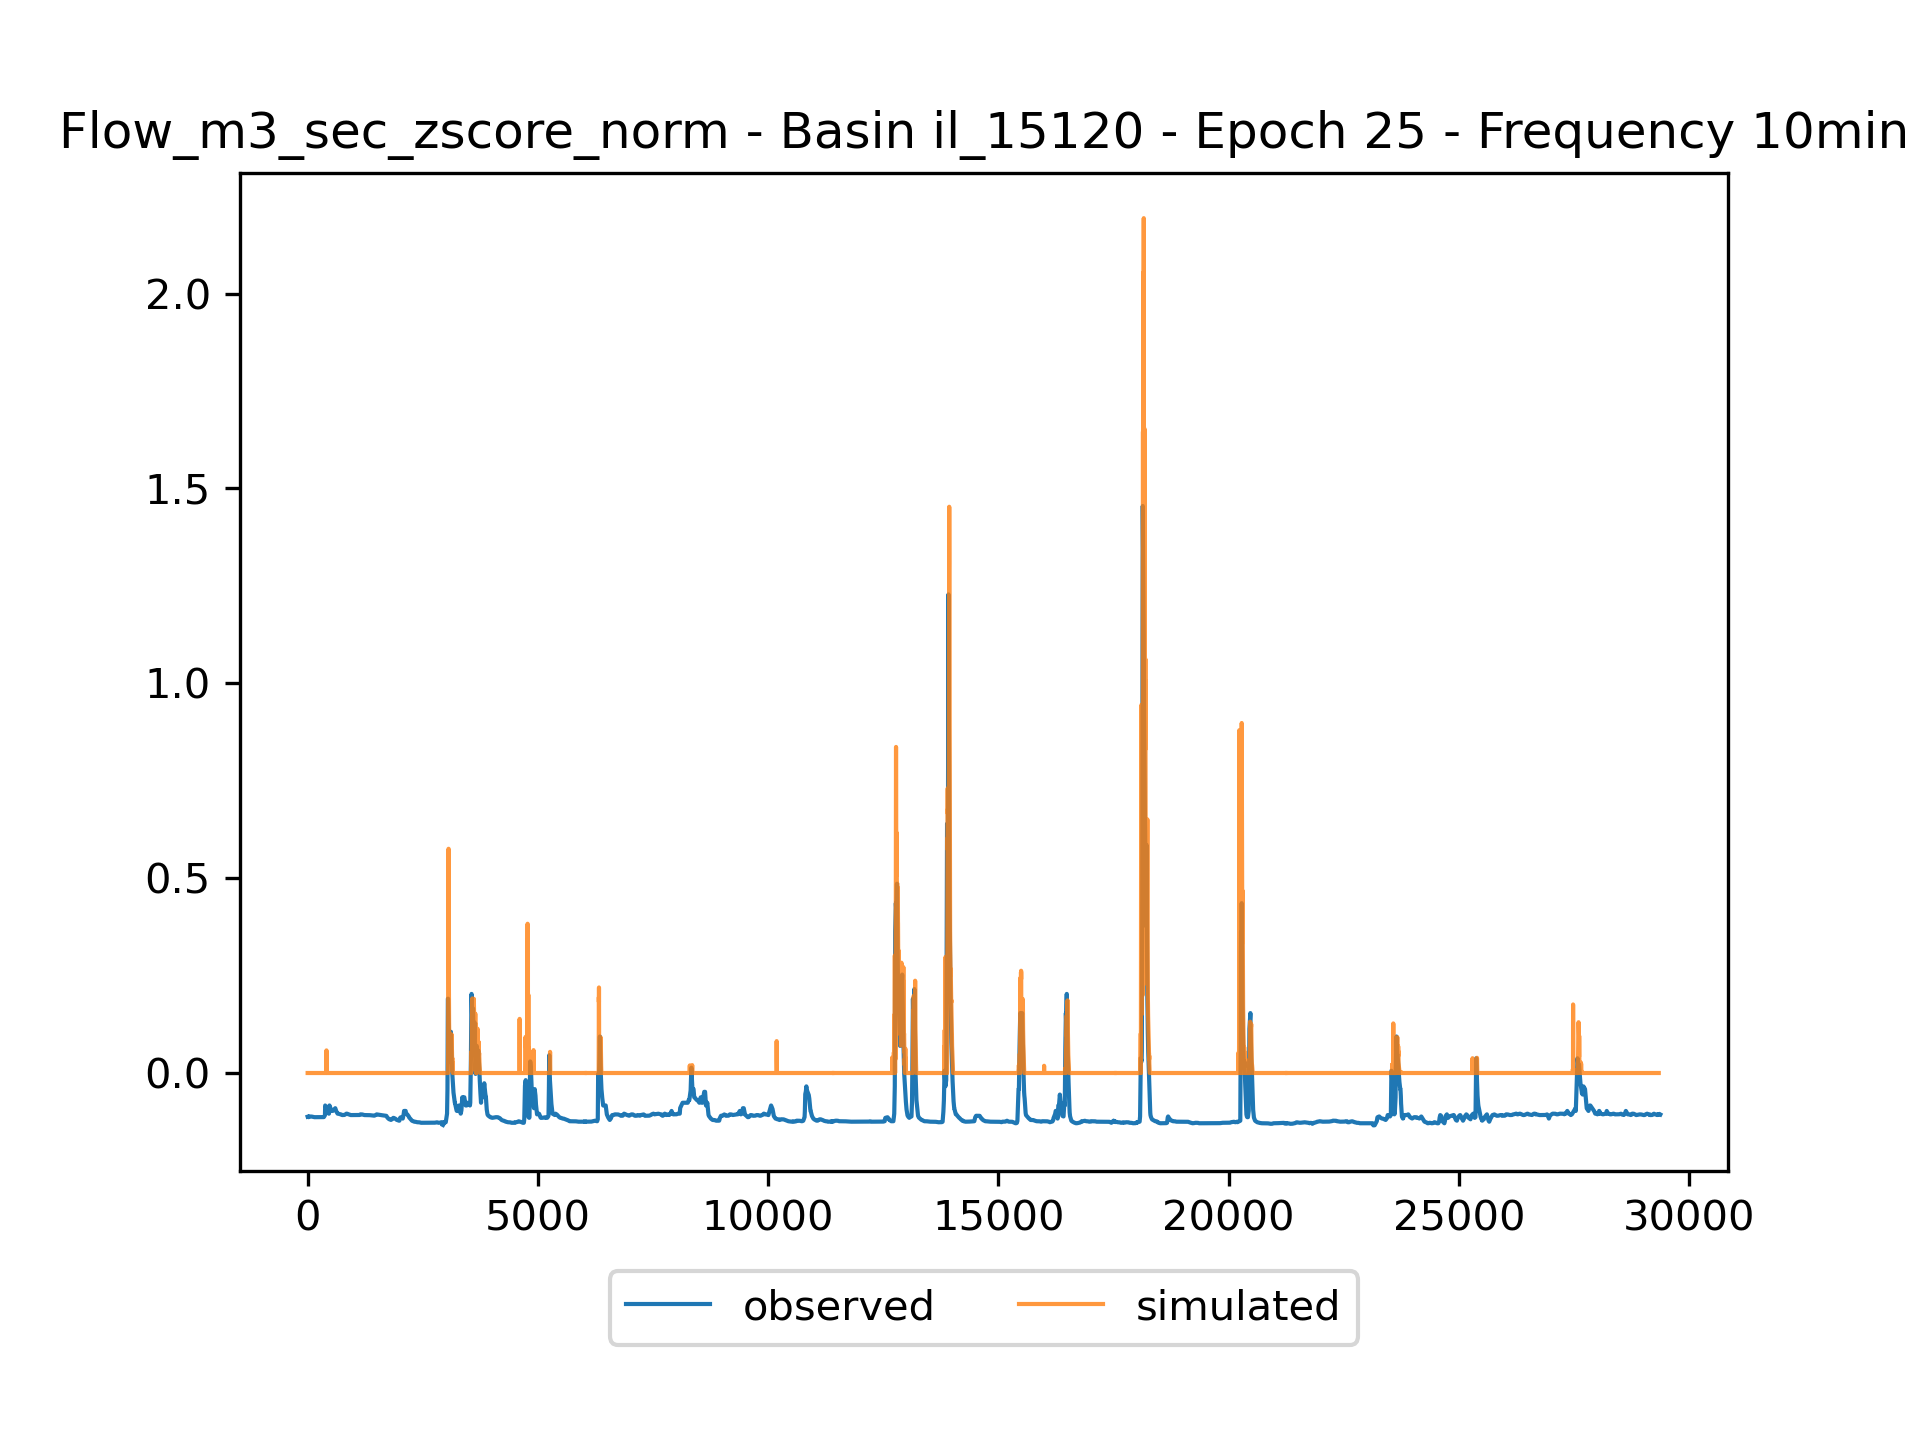 Flow_m3_sec_zscore_norm - Basin il_15120 - Epoch 25 - Frequency 10min
2.0
1.5
1.0
0.5
0.0
0 5000 10000 15000 20000 25000 30000
observed simulated